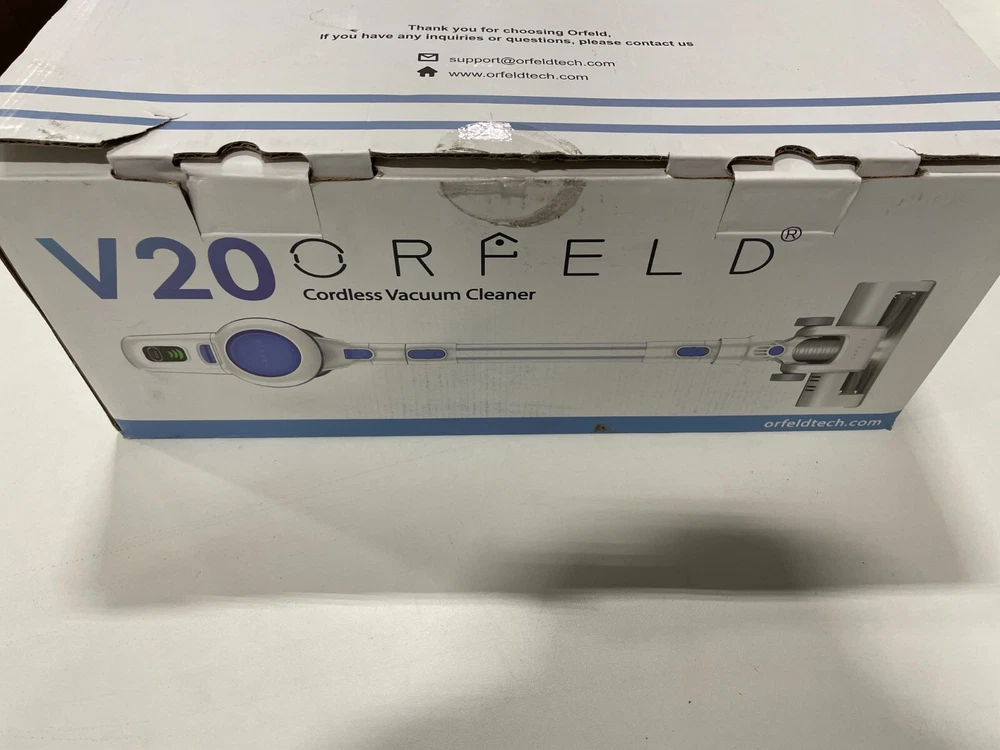 Thank you for choosing Orfeld,
If you have any inquiries or questions, please contact us
support@orfeldtech.com
www.orfeldtech.com
V20 ORFELD®
Cordless Vacuum Cleaner
orfeldtech.com